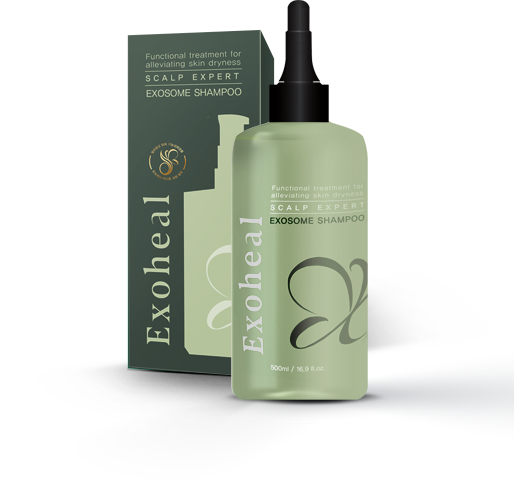 Functional treatment for
alleviating skin dryness
SCALP EXPERT
EXOSOME SHAMPOO
Exoheal
Functional treatment for
alleviating skin dryness
SCALP EXPERT
EXOSOME SHAMPOO
Exoheal
500ml / 16.9 fl.oz